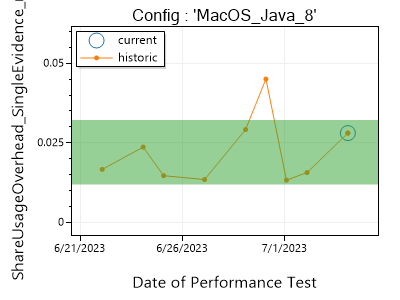 Config : 'MacOS_Java_8'
current
historic
0.05
0.025
0
6/21/2023
6/26/2023
7/1/2023
Date of Performance Test
ShareUsageOverhead_SingleEvidence_